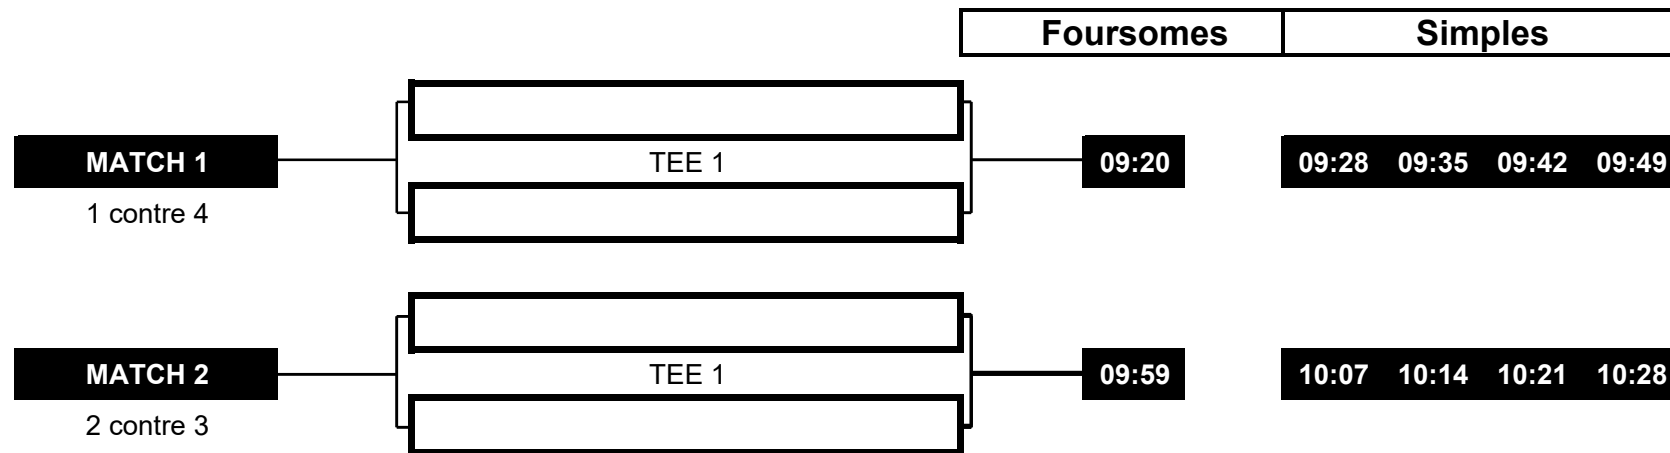 Foursomes Simples
MATCH 1 TEE 1 09:20 09:28 09:35 09:42 09:49
1 contre 4
MATCH 2 TEE 1 09:59 10:07 10:14 10:21 10:28
2 contre 3